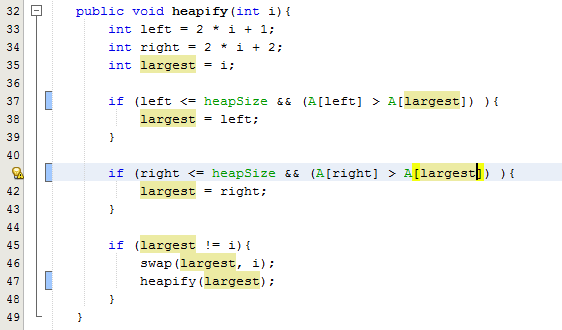 32 public void heapify(int i){
33 int left = 2 * i + 1;
34 int right = 2 * i + 2;
35 int largest = i;
36
37 if (left <= heapSize && (A[left] > A[largest]) ){
38 largest = left;
39 }
40
if (right <= heapSize && (A[right] > A[largest]) ){
42 largest = right;
43 }
44
45 if (largest != i){
46 swap(largest, i);
47 heapify(largest);
48 }
49 }